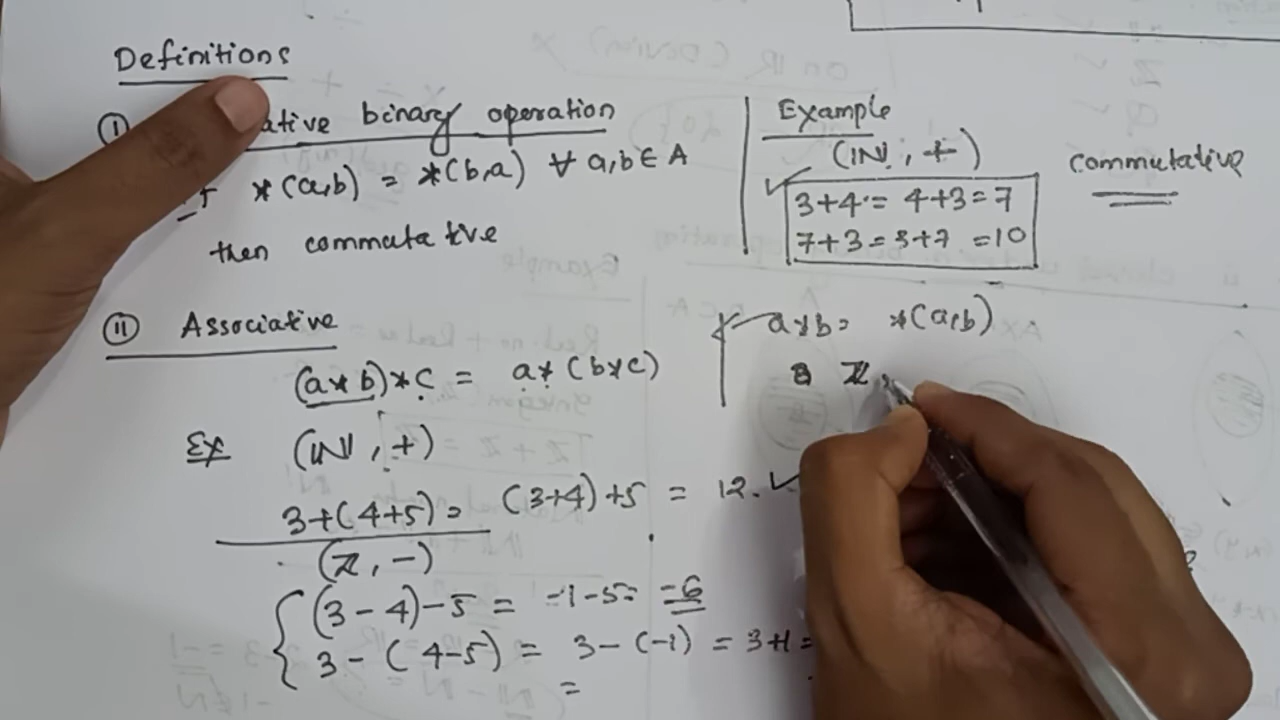 Definitions
(I) ative binary operation
*(a,b) = *(b,a) ∀ a,b ∈ A
then commutative
Example
(IN, +)
3+4 = 4+3=7
7+3=3+7 =10
commutative
(II) Associative
(a*b)*c = a*(b*c)
a*b= *(a,b)
ℤ
Ex (IN, +)
3+(4+5)= (3+4)+5 = 12.✓
(ℤ, -)
(3-4)-5 = -1-5= -6
3-(4-5) = 3-(-1) = 3+1=
=